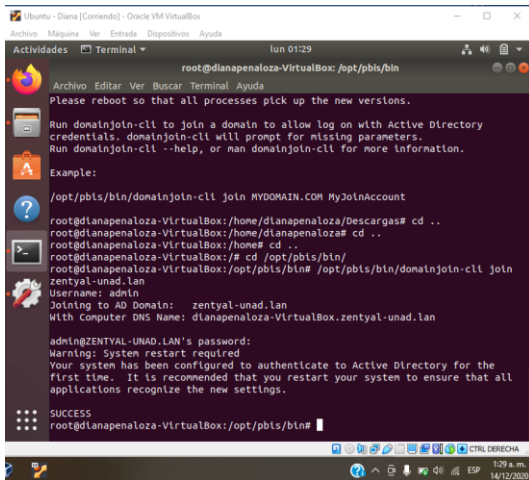 Ubuntu - Diana [Corriendo] - Oracle VM VirtualBox
Archivo Máquina Ver Entrada Dispositivos Ayuda
Actividades Terminal lun 01:29
root@dianapenaloza-VirtualBox: /opt/pbis/bin
Archivo Editar Ver Buscar Terminal Ayuda
Please reboot so that all processes pick up the new versions.
Run domainjoin-cli to join a domain to allow log on with Active Directory
credentials. domainjoin-cli will prompt for missing parameters.
Run domainjoin-cli --help, or man domainjoin-cli for more information.
Example:
/opt/pbis/bin/domainjoin-cli join MYDOMAIN.COM MyJoinAccount
root@dianapenaloza-VirtualBox:/home/dianapenaloza/Descargas# cd ..
root@dianapenaloza-VirtualBox:/home/dianapenaloza# cd ..
root@dianapenaloza-VirtualBox:/home# cd ..
root@dianapenaloza-VirtualBox:/# cd /opt/pbis/bin/
root@dianapenaloza-VirtualBox:/opt/pbis/bin# /opt/pbis/bin/domainjoin-cli join
zentyal-unad.lan
Username: admin
Joining to AD Domain: zentyal-unad.lan
With Computer DNS Name: dianapenaloza-VirtualBox.zentyal-unad.lan
admin@ZENTYAL-UNAD.LAN's password:
Warning: System restart required
Your system has been configured to authenticate to Active Directory for the
first time. It is recommended that you restart your system to ensure that all
applications recognize the new settings.
SUCCESS
root@dianapenaloza-VirtualBox:/opt/pbis/bin#
CTRL DERECHA
ESP
1:29 a. m.
14/12/2020